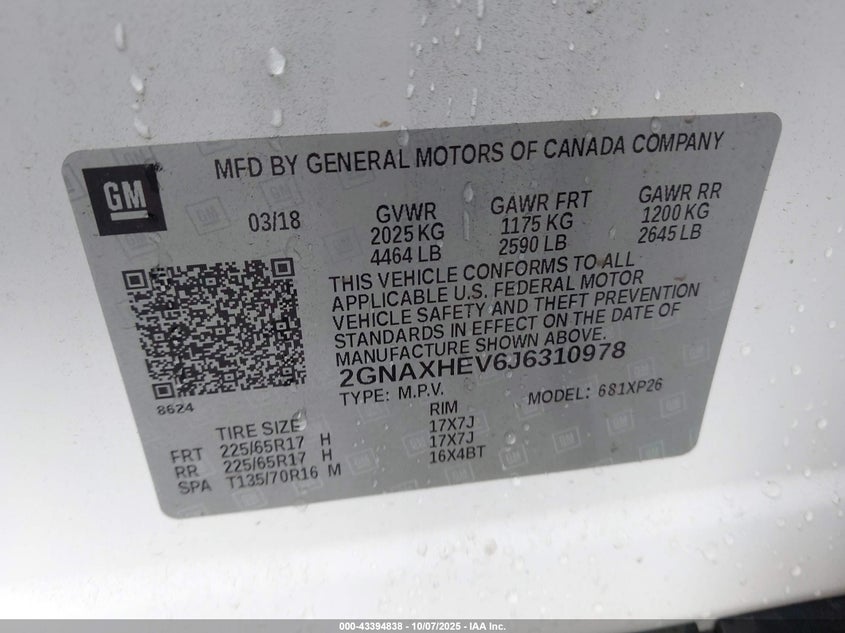 MFD BY GENERAL MOTORS OF CANADA COMPANY
GM
03/18
GVWR
2025 KG
4464 LB
GAWR FRT
1175 KG
2590 LB
GAWR RR
1200 KG
2645 LB
THIS VEHICLE CONFORMS TO ALL
APPLICABLE U.S. FEDERAL MOTOR
VEHICLE SAFETY AND THEFT PREVENTION
STANDARDS IN EFFECT ON THE DATE OF
MANUFACTURE SHOWN ABOVE.
2GNAXHEV6J6310978
TYPE: M.P.V.
MODEL: 681XP26
8624
TIRE SIZE
RIM
FRT 225/65R17 H 17X7J
RR 225/65R17 H 17X7J
SPA T135/70R16 M 16X4BT
000-43394838 - 10/07/2025 - IAA Inc.